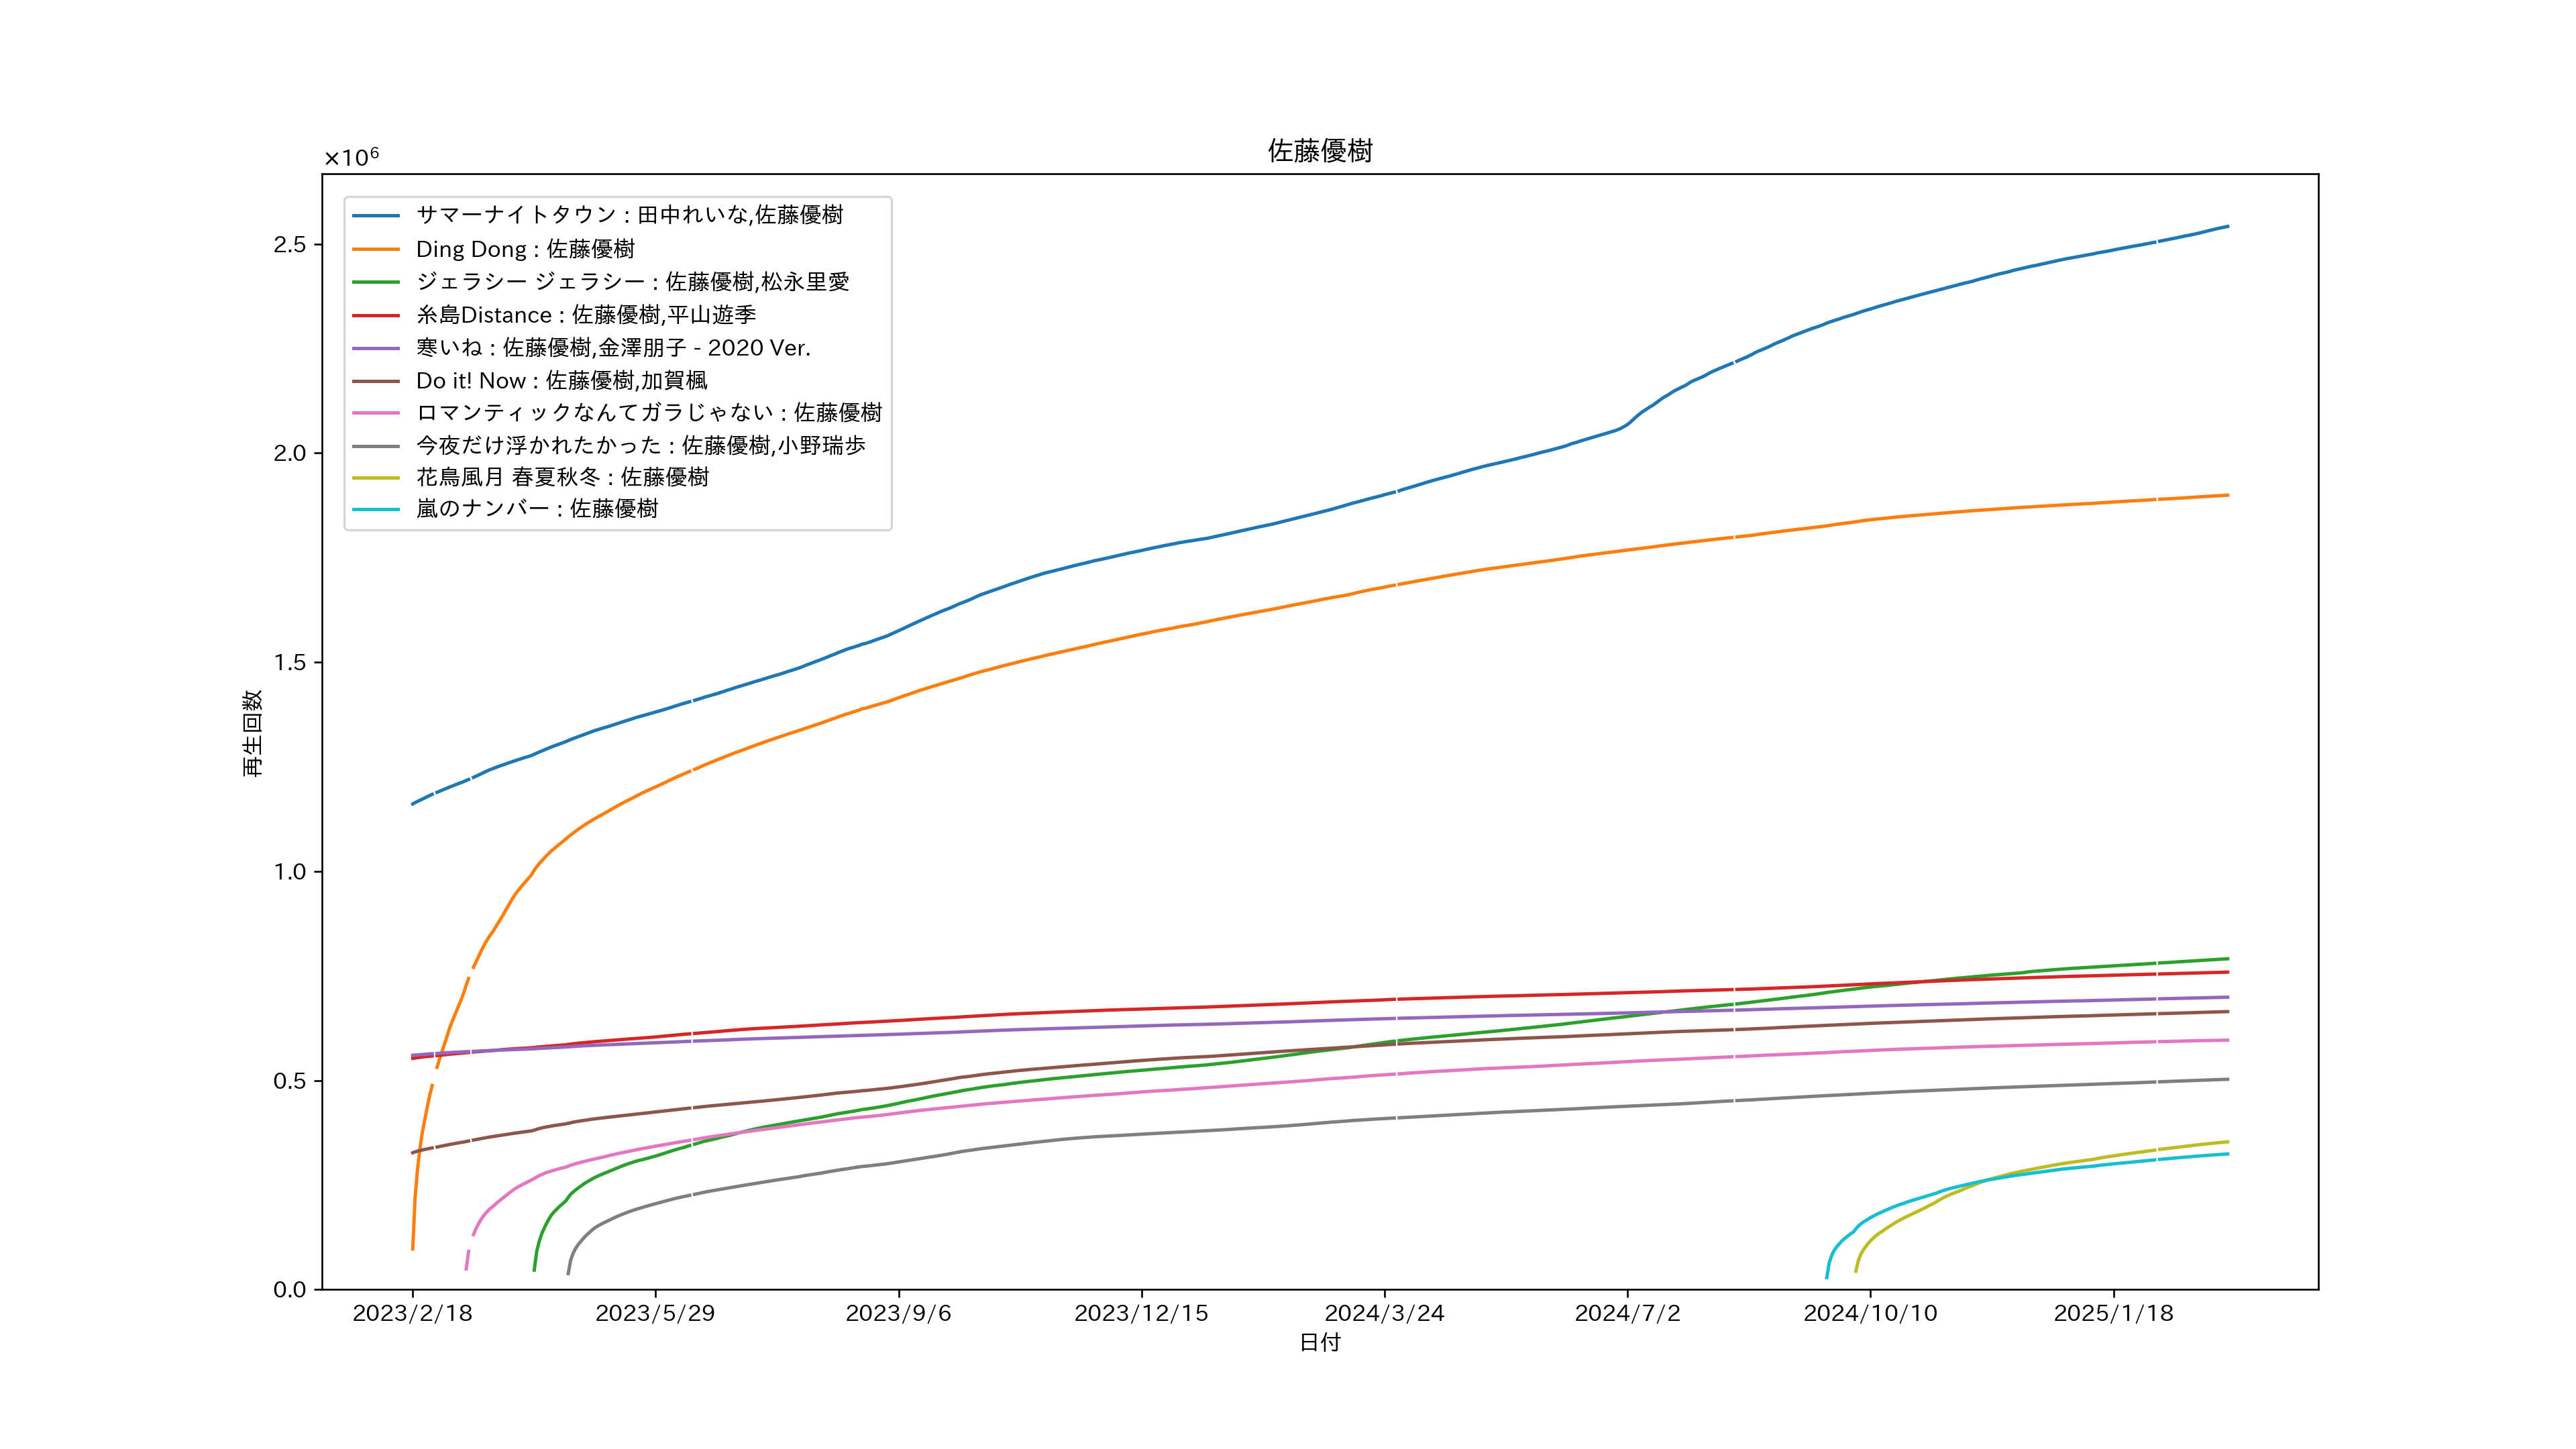 佐藤優樹
×10⁶
サマーナイトタウン : 田中れいな,佐藤優樹
Ding Dong : 佐藤優樹
ジェラシー ジェラシー : 佐藤優樹,松永里愛
糸島Distance : 佐藤優樹,平山遊季
寒いね : 佐藤優樹,金澤朋子 - 2020 Ver.
Do it! Now : 佐藤優樹,加賀楓
ロマンティックなんてガラじゃない : 佐藤優樹
今夜だけ浮かれたかった : 佐藤優樹,小野瑞歩
花鳥風月 春夏秋冬 : 佐藤優樹
嵐のナンバー : 佐藤優樹
2.5
2.0
1.5
1.0
0.5
0.0
再生回数
2023/2/18
2023/5/29
2023/9/6
2023/12/15
2024/3/24
2024/7/2
2024/10/10
2025/1/18
日付